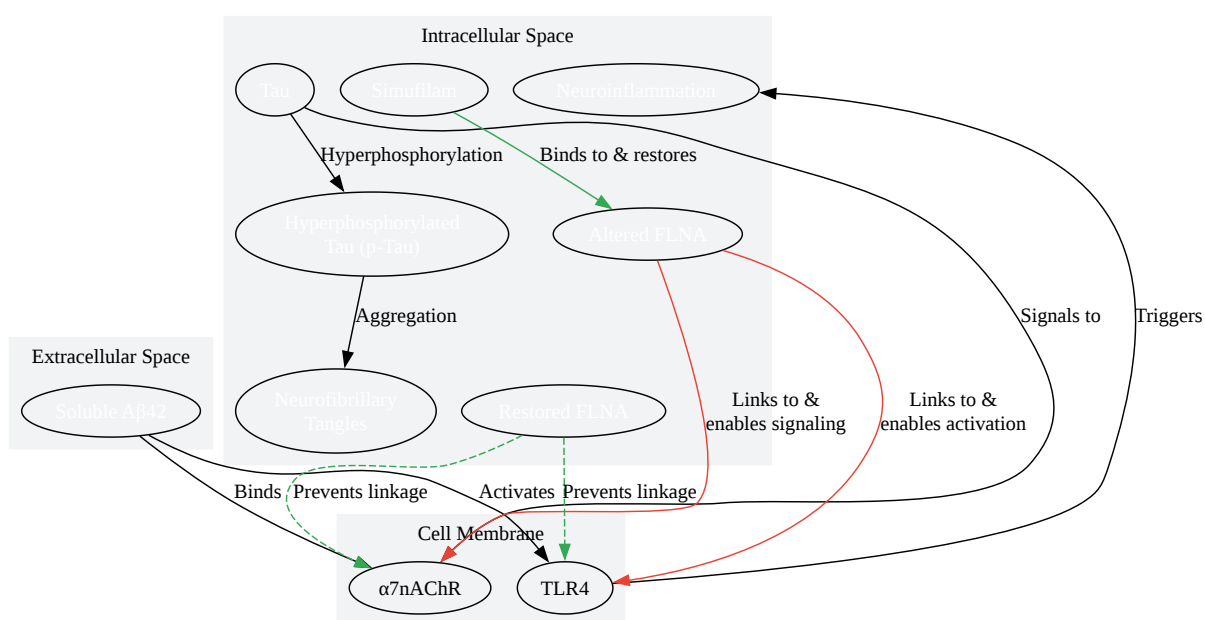 Intracellular Space
Tau
Simufilam
Neuroinflammation
Hyperphosphorylation
Binds to & restores
Hyperphosphorylated
Tau (p-Tau)
Altered FLNA
Aggregation
Signals to
Triggers
Extracellular Space
Soluble Aβ42
Neurofibrillary
Tangles
Restored FLNA
Links to &
enables signaling
Links to &
enables activation
Binds
Prevents linkage
Activates
Prevents linkage
Cell Membrane
α7nAChR
TLR4